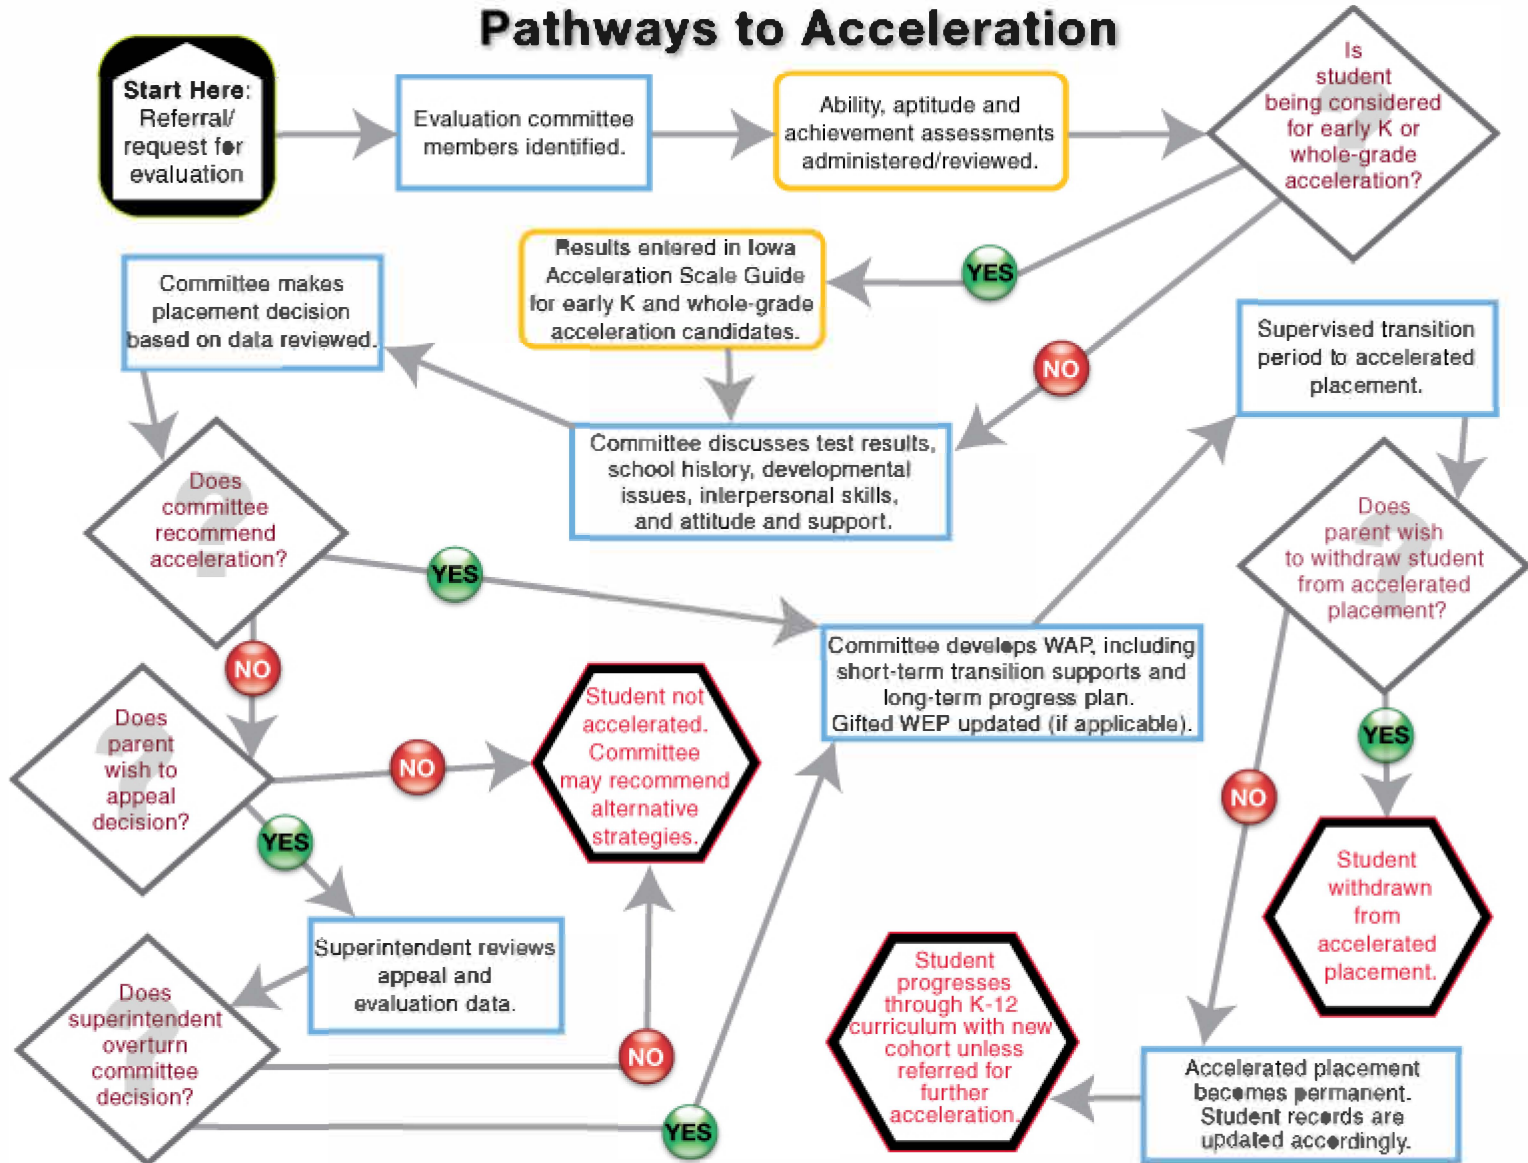 Pathways to Acceleration
Start Here:
Referral/
request for
evaluation
Evaluation committee
members identified.
Ability, aptitude and
achievement assessments
administered/reviewed.
?
Is
student
being considered
for early K or
whole-grade
acceleration?
YES
NO
Results entered in Iowa
Acceleration Scale Guide
for early K and whole-grade
acceleration candidates.
Committee discusses test results,
school history, developmental
issues, interpersonal skills,
and attitude and support.
Committee makes
placement decision
based on data reviewed.
?
Does
committee
recommend
acceleration?
YES
NO
?
Does
parent
wish to
appeal
decision?
NO
YES
Student not
accelerated.
Committee
may recommend
alternative
strategies.
Superintendent reviews
appeal and
evaluation data.
?
Does
superintendent
overturn
committee
decision?
NO
YES
Committee develops WAP, including
short-term transition supports and
long-term progress plan.
Gifted WEP updated (if applicable).
Supervised transition
period to accelerated
placement.
?
Does
parent wish
to withdraw student
from accelerated
placement?
YES
NO
Student
withdrawn
from
accelerated
placement.
Accelerated placement
becomes permanent.
Student records are
updated accordingly.
Student
progresses
through K-12
curriculum with new
cohort unless
referred for
further
acceleration.